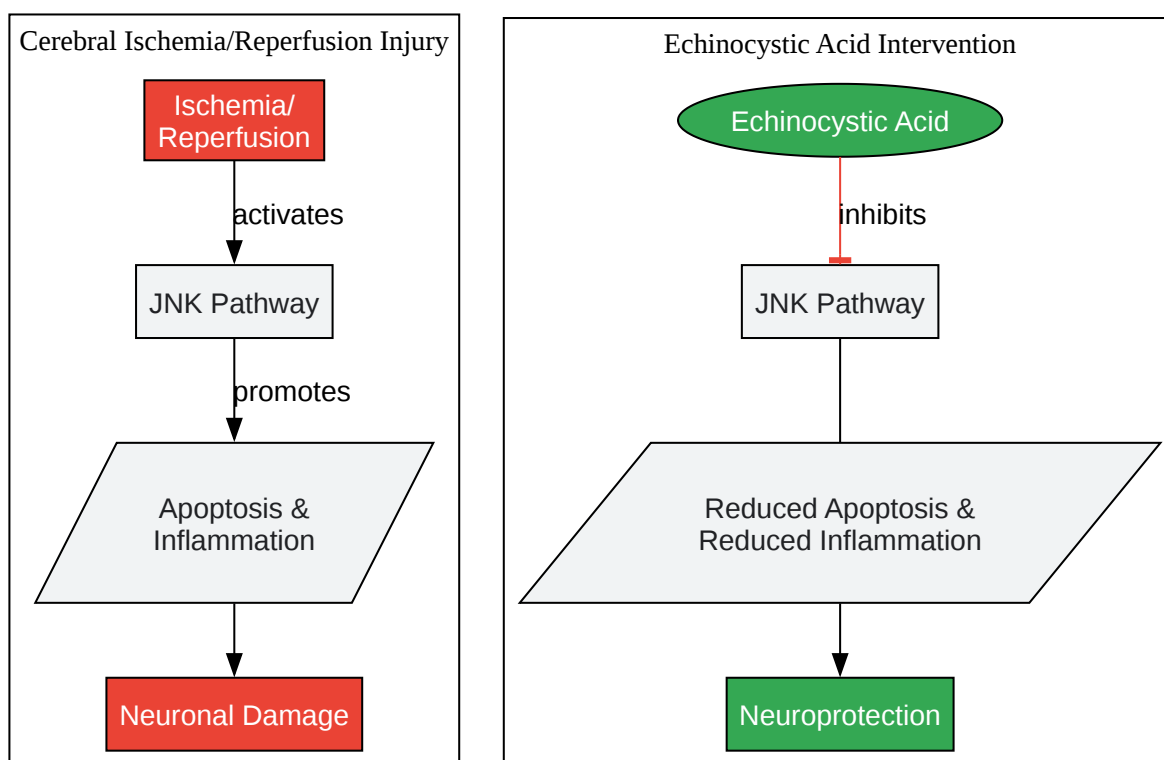 Cerebral Ischemia/Reperfusion Injury
Ischemia/
Reperfusion
activates
JNK Pathway
promotes
Apoptosis &
Inflammation
Neuronal Damage
Echinocystic Acid Intervention
Echinocystic Acid
inhibits
JNK Pathway
Reduced Apoptosis &
Reduced Inflammation
Neuroprotection